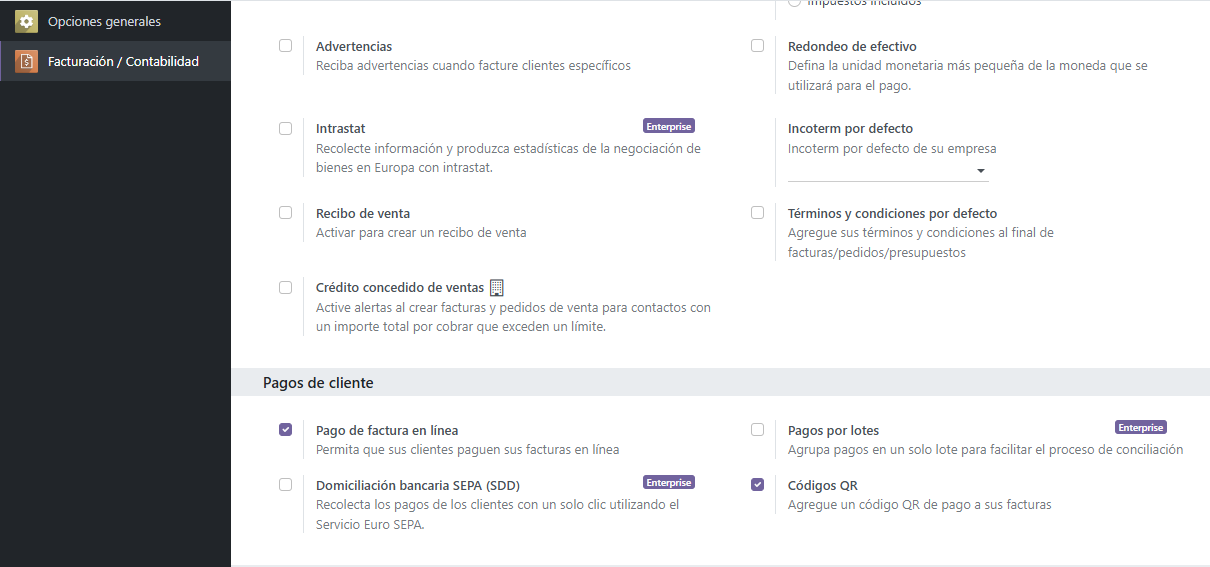 Opciones generales
Facturación / Contabilidad
Impuestos incluidos
Advertencias
Reciba advertencias cuando facture clientes específicos
Redondeo de efectivo
Defina la unidad monetaria más pequeña de la moneda que se
utilizará para el pago.
Intrastat
Enterprise
Recolecte información y produzca estadísticas de la negociación de
bienes en Europa con intrastat.
Incoterm por defecto
Incoterm por defecto de su empresa
Recibo de venta
Activar para crear un recibo de venta
Términos y condiciones por defecto
Agregue sus términos y condiciones al final de
facturas/pedidos/presupuestos
Crédito concedido de ventas
Active alertas al crear facturas y pedidos de venta para contactos con
un importe total por cobrar que exceden un límite.
Pagos de cliente
Pago de factura en línea
Permita que sus clientes paguen sus facturas en línea
Pagos por lotes
Enterprise
Agrupa pagos en un solo lote para facilitar el proceso de conciliación
Domiciliación bancaria SEPA (SDD)
Enterprise
Recolecta los pagos de los clientes con un solo clic utilizando el
Servicio Euro SEPA.
Códigos QR
Agregue un código QR de pago a sus facturas